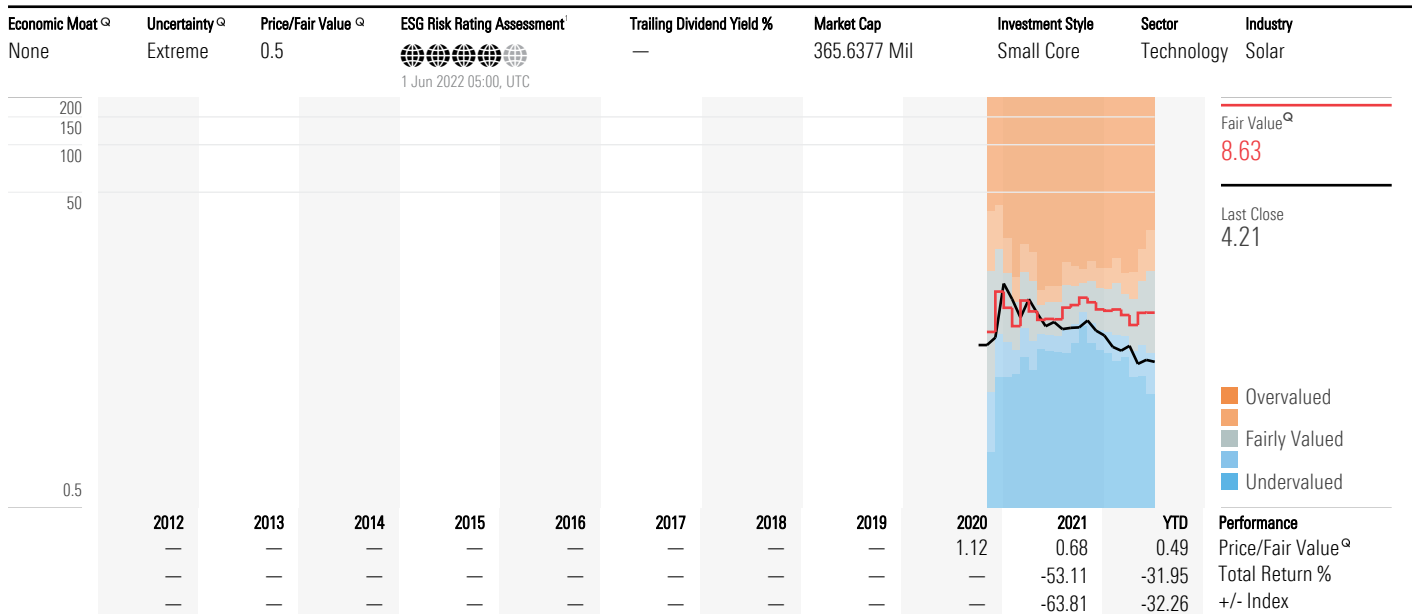 Economic Moat Q Uncertainty Q Price/Fair Value Q ESG Risk Rating Assessment¹ Trailing Dividend Yield % Market Cap Investment Style Sector Industry
None Extreme 0.5 — 365.6377 Mil Small Core Technology Solar
1 Jun 2022 05:00, UTC
200
150
100
50
0.5
Fair Value Q
8.63
Last Close
4.21
Overvalued
Fairly Valued
Undervalued
2012 2013 2014 2015 2016 2017 2018 2019 2020 2021 YTD Performance
— — — — — — — — 1.12 0.68 0.49 Price/Fair Value Q
— — — — — — — — — -53.11 -31.95 Total Return %
— — — — — — — — — -63.81 -32.26 +/- Index